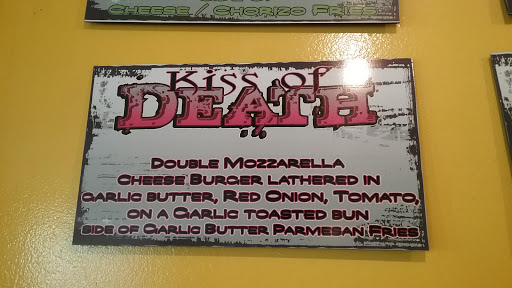 Cheese / Chorizo Fries
Kiss of
DEATH
Double Mozzarella
Cheese Burger lathered in
garlic butter, Red Onion, Tomato,
on a Garlic toasted bun
side of Garlic Butter Parmesan Fries